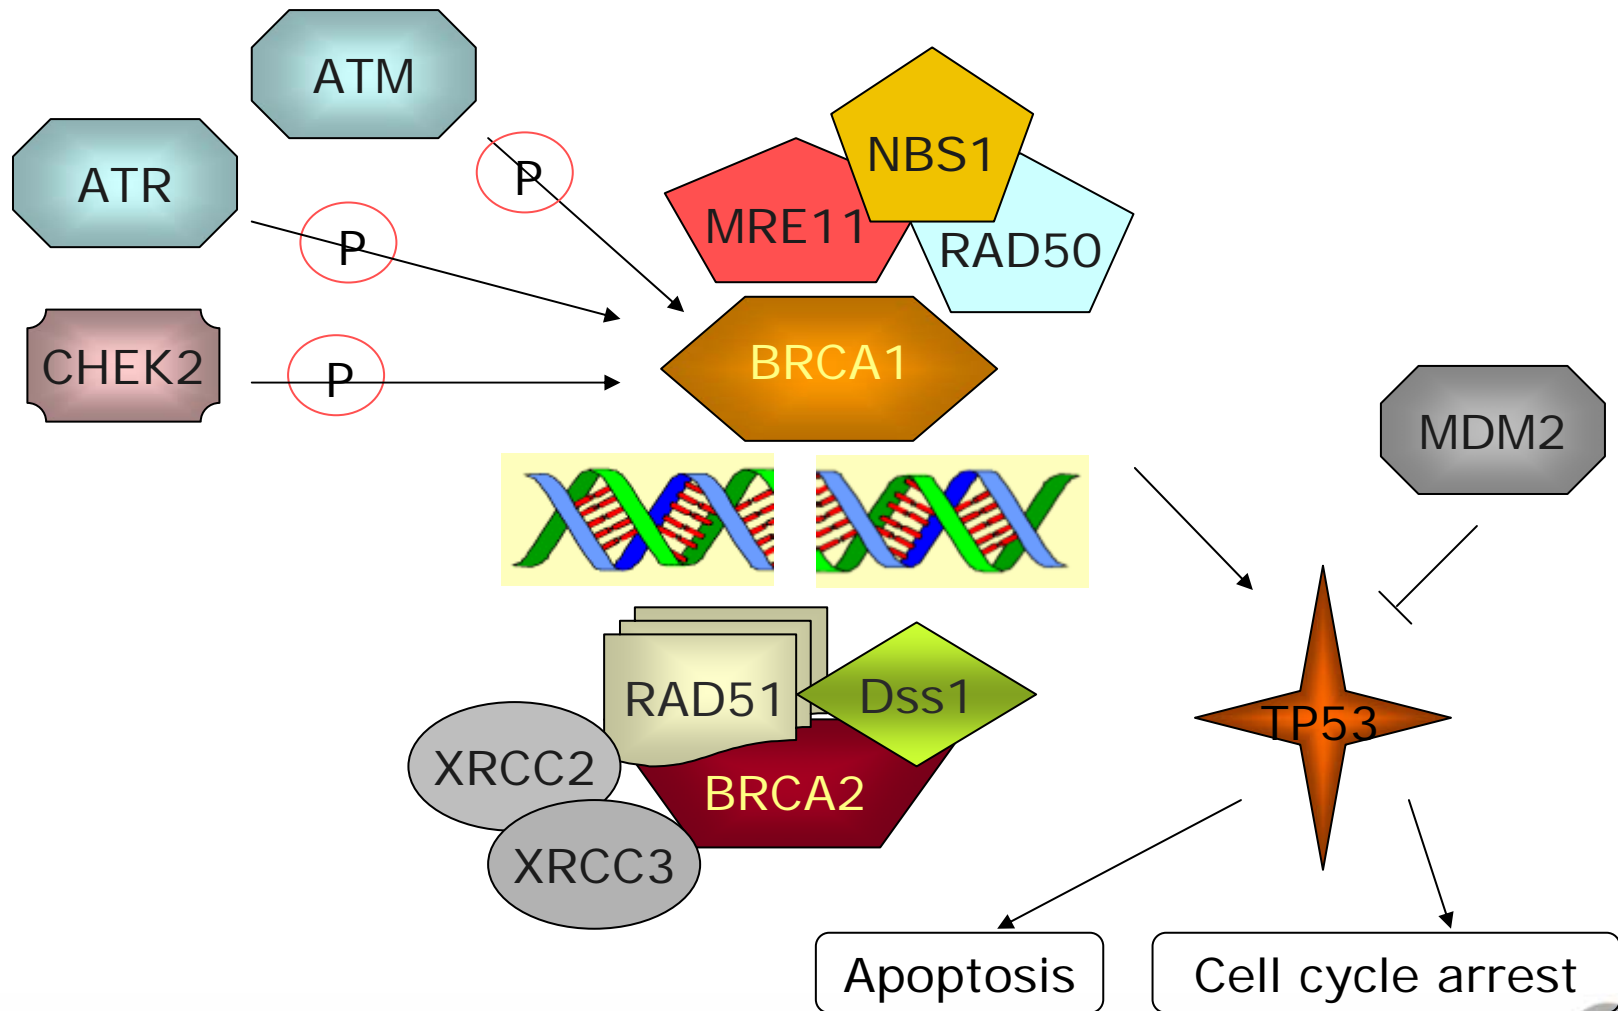 ATM
ATR
P
P
NBS1
MRE11
RAD50
CHEK2
P
BRCA1
MDM2
RAD51
Dss1
TP53
XRCC2
BRCA2
XRCC3
Apoptosis
Cell cycle arrest